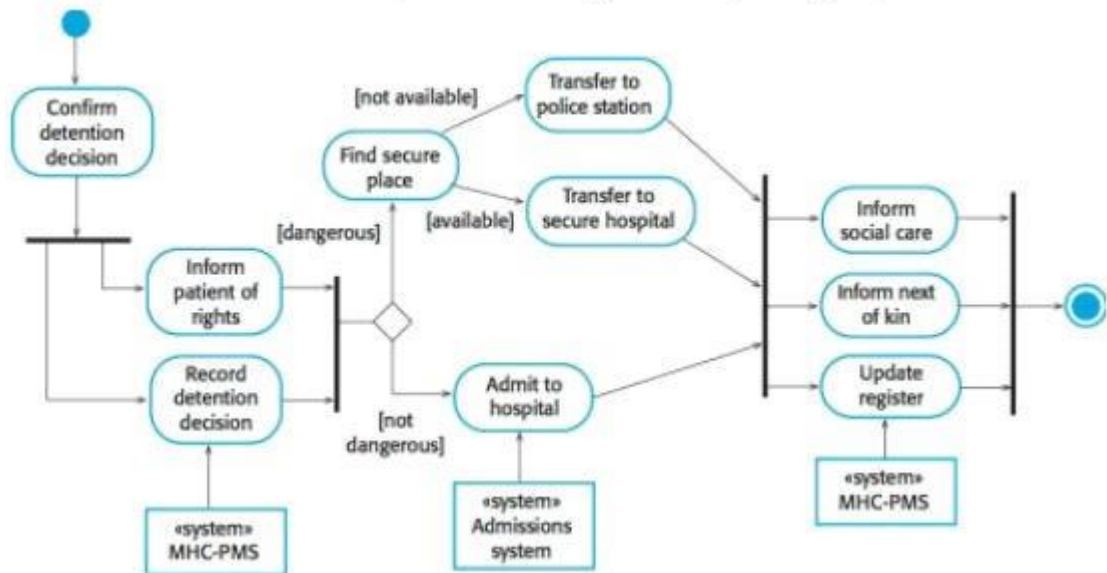 Confirm
detention
decision
Inform
patient of
rights
Record
detention
decision
«system»
MHC-PMS
[dangerous]
[not
dangerous]
Find secure
place
[not available]
[available]
Transfer to
police station
Transfer to
secure hospital
Admit to
hospital
«system»
Admissions
system
Inform
social care
Inform next
of kin
Update
register
«system»
MHC-PMS